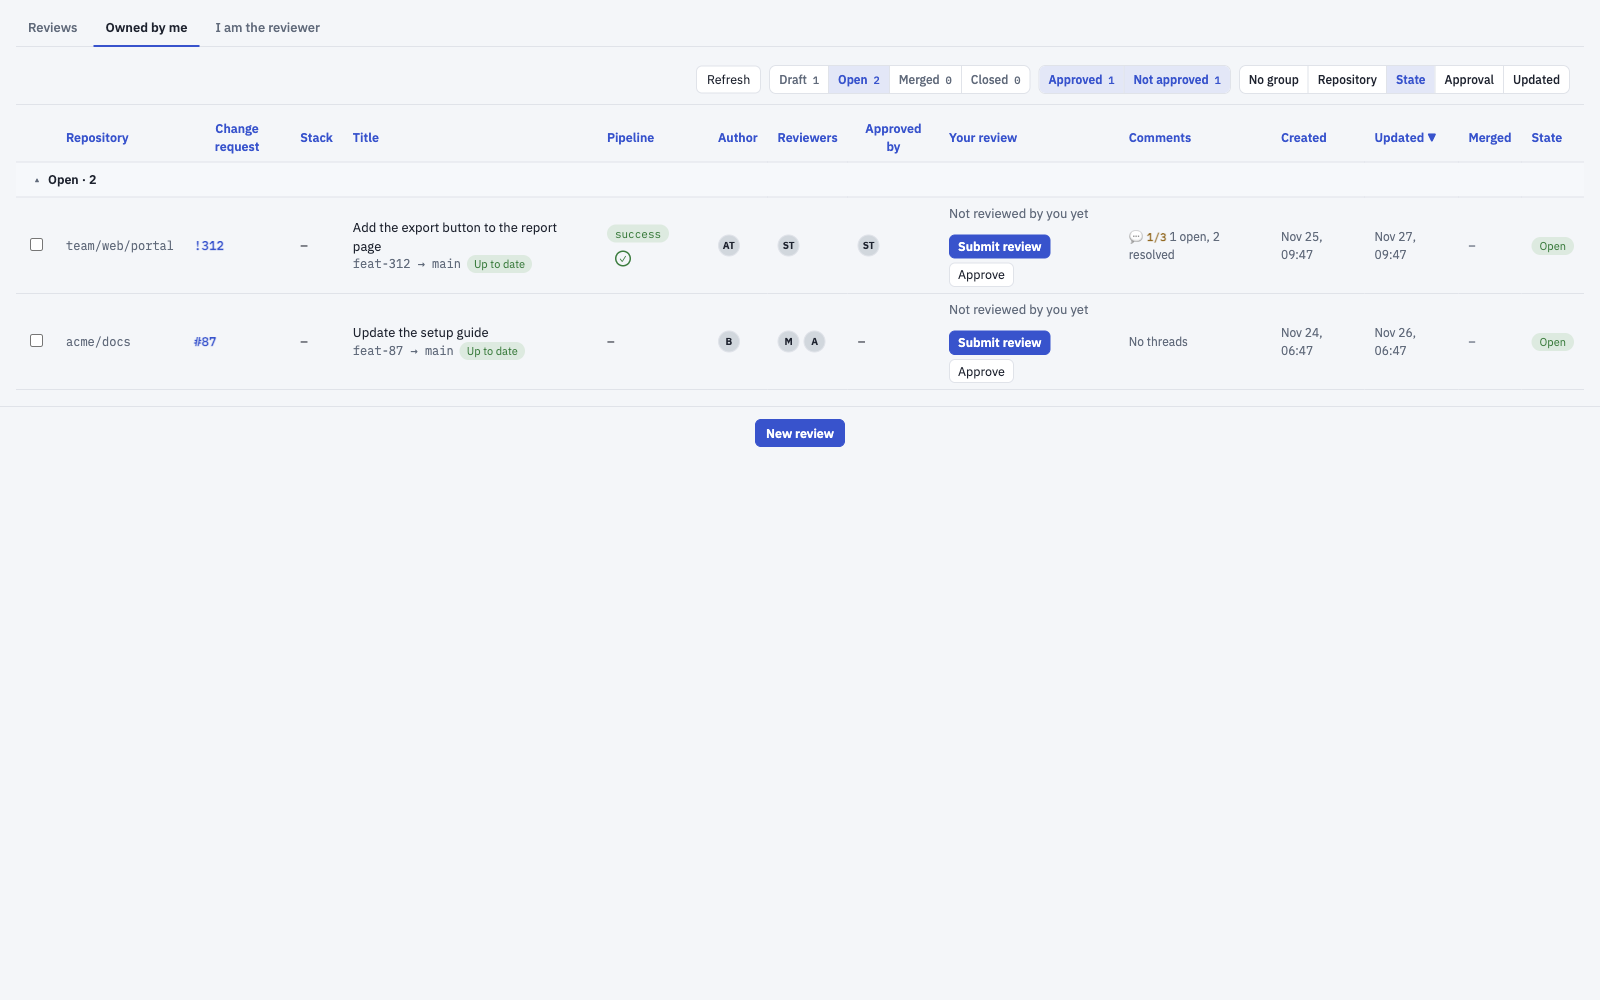 Reviews Owned by me I am the reviewer
Refresh Draft 1 Open 2 Merged 0 Closed 0 Approved 1 Not approved 1 No group Repository State Approval Updated
Repository Change request Stack Title Pipeline Author Reviewers Approved by Your review Comments Created Updated ▼ Merged State
▲ Open · 2
team/web/portal !312 –
Add the export button to the report
page
feat-312 → main Up to date
success
AT ST ST
Not reviewed by you yet
Submit review
Approve
💬 1/3 1 open, 2
resolved
Nov 25,
09:47
Nov 27,
09:47
– Open
acme/docs #87 –
Update the setup guide
feat-87 → main Up to date
– B M A –
Not reviewed by you yet
Submit review
Approve
No threads
Nov 24,
06:47
Nov 26,
06:47
– Open
New review